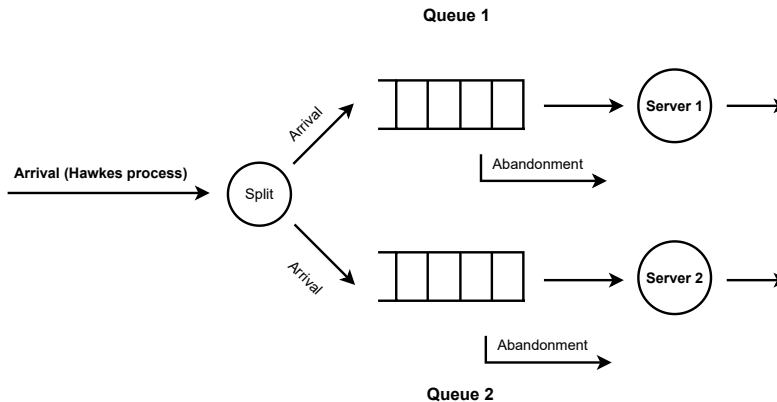 Queue 1
Arrival
Server 1
Abandonment
Arrival (Hawkes process)
Split
Arrival
Server 2
Abandonment
Queue 2